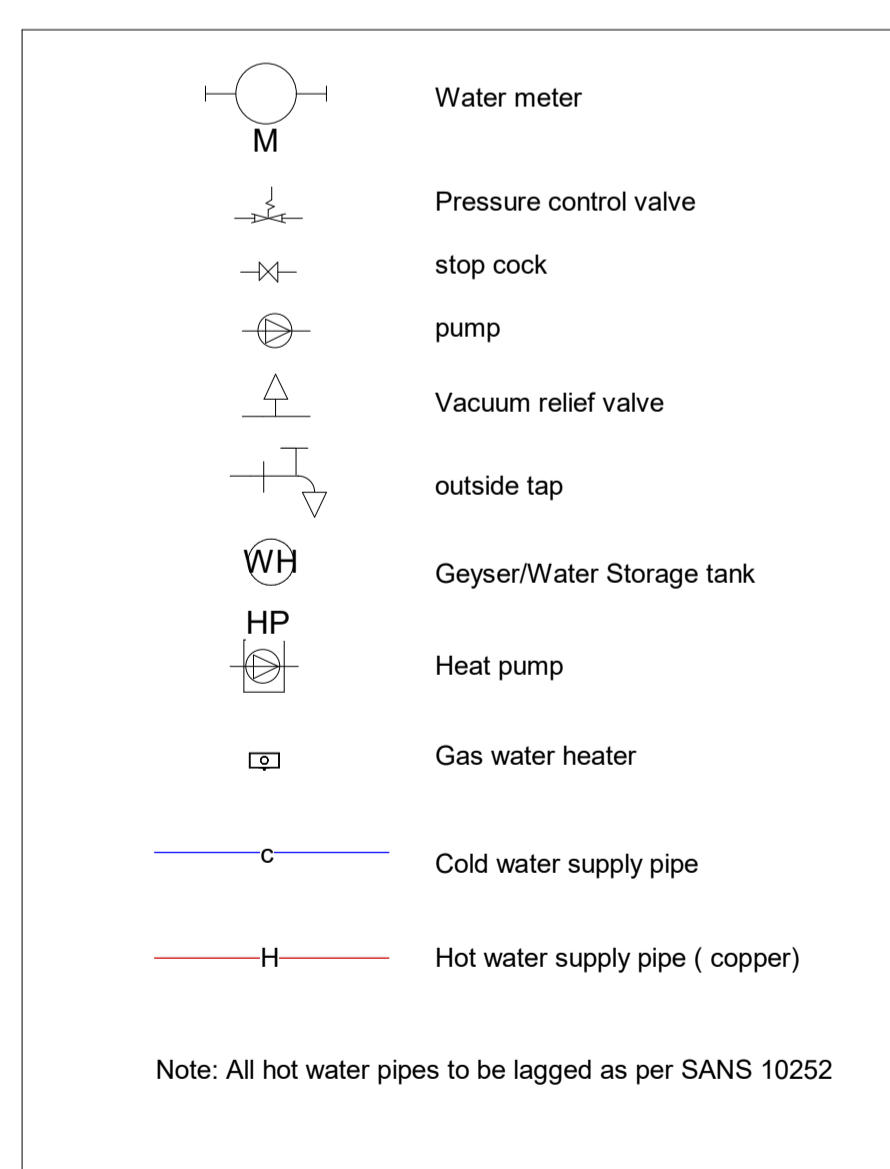 M
Water meter
Pressure control valve
stop cock
pump
Vacuum relief valve
outside tap
WH
Geyser/Water Storage tank
HP
Heat pump
Gas water heater
c
Cold water supply pipe
H
Hot water supply pipe ( copper)
Note: All hot water pipes to be lagged as per SANS 10252